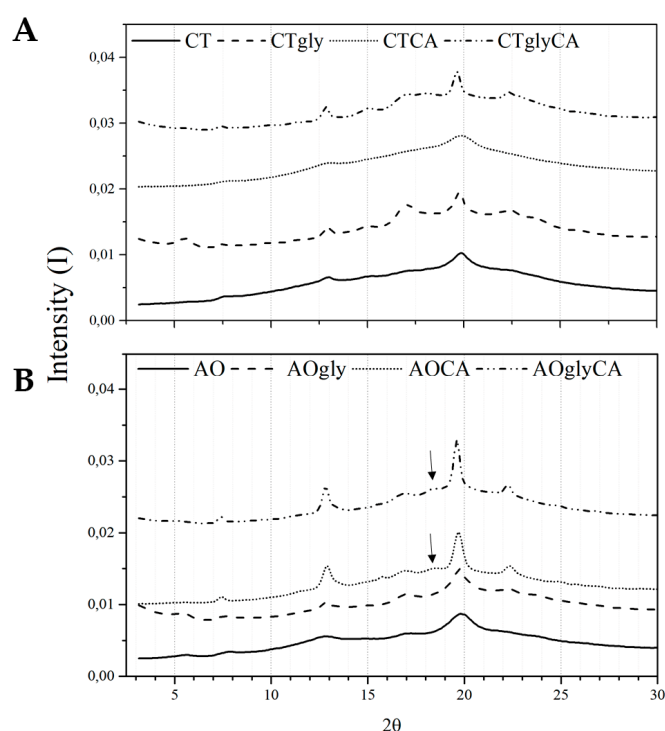 A
CT CTgly CTCA CTglyCA
0,04
0,03
0,02
0,01
0,00
Intensity (I)
B
AO AOgly AOCA AOglyCA
0,04
0,03
0,02
0,01
0,00
5 10 15 20 25 30
2θ